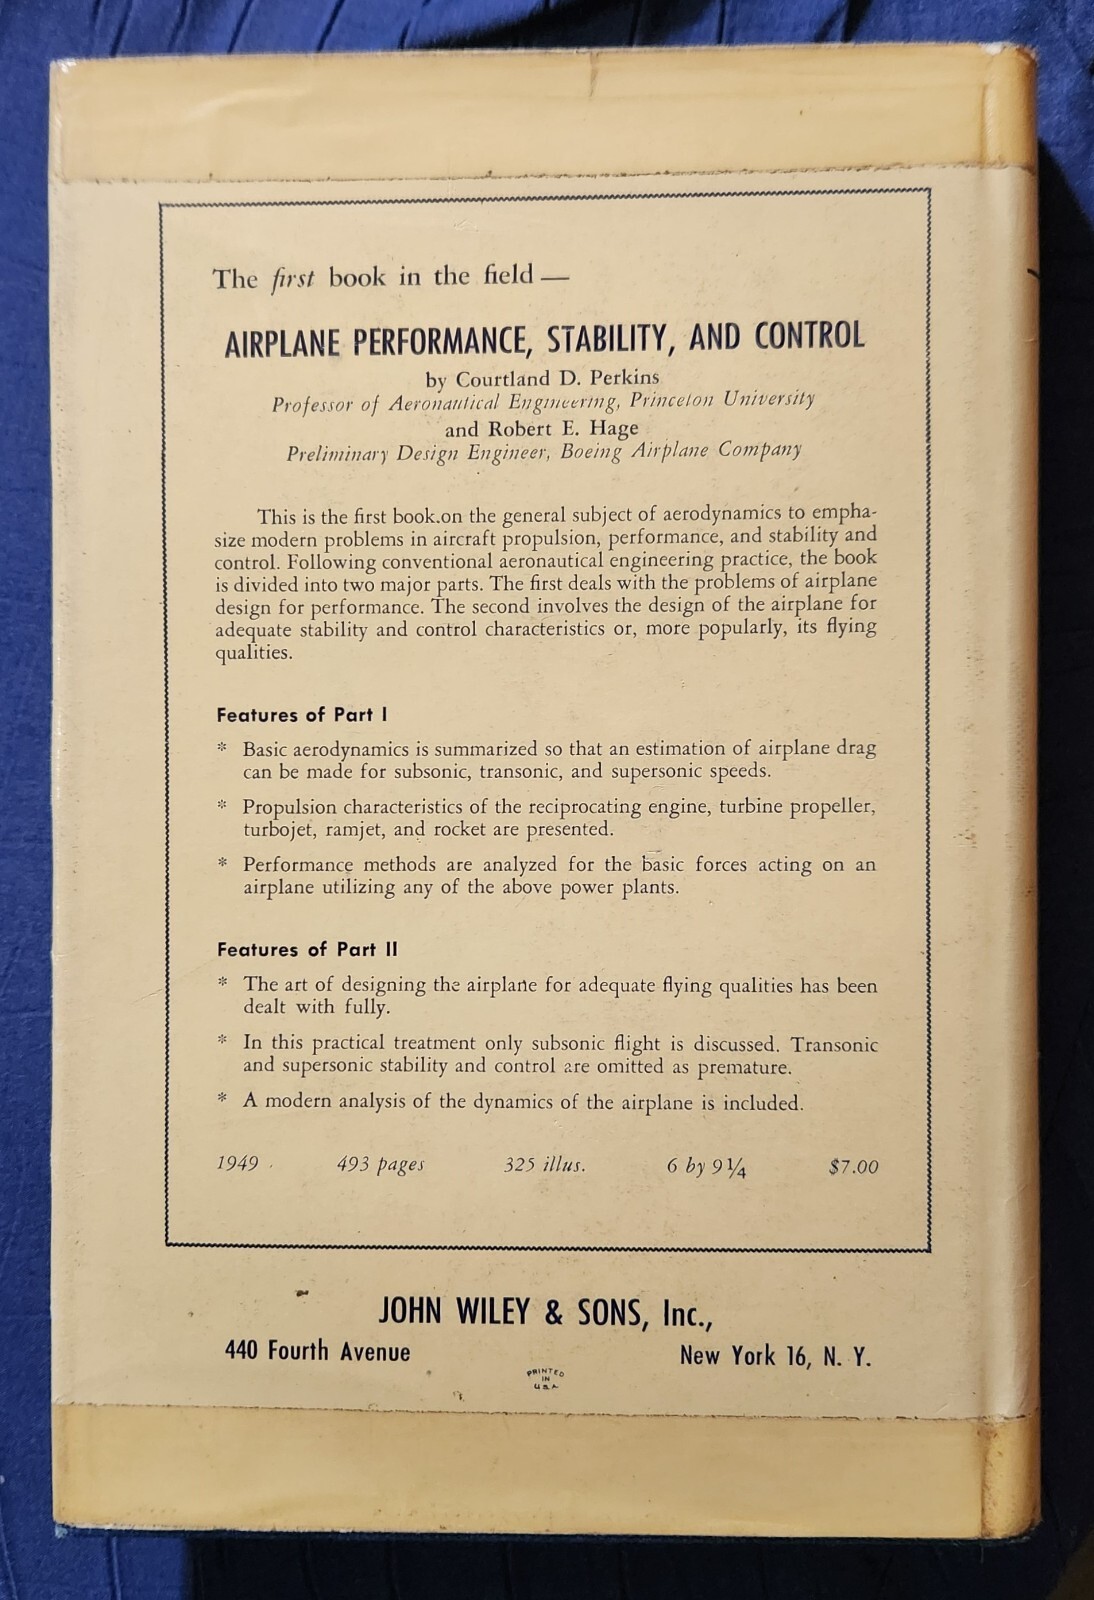 The first book in the field —
AIRPLANE PERFORMANCE, STABILITY, AND CONTROL
by Courtland D. Perkins
Professor of Aeronautical Engineering, Princeton University
and Robert E. Hage
Preliminary Design Engineer, Boeing Airplane Company
This is the first book.on the general subject of aerodynamics to empha-
size modern problems in aircraft propulsion, performance, and stability and
control. Following conventional aeronautical engineering practice, the book
is divided into two major parts. The first deals with the problems of airplane
design for performance. The second involves the design of the airplane for
adequate stability and control characteristics or, more popularly, its flying
qualities.
Features of Part I
* Basic aerodynamics is summarized so that an estimation of airplane drag
can be made for subsonic, transonic, and supersonic speeds.
* Propulsion characteristics of the reciprocating engine, turbine propeller,
turbojet, ramjet, and rocket are presented.
* Performance methods are analyzed for the basic forces acting on an
airplane utilizing any of the above power plants.
Features of Part II
* The art of designing the airplane for adequate flying qualities has been
dealt with fully.
* In this practical treatment only subsonic flight is discussed. Transonic
and supersonic stability and control are omitted as premature.
* A modern analysis of the dynamics of the airplane is included.
1949 493 pages 325 illus. 6 by 9¼ $7.00
JOHN WILEY & SONS, Inc.,
440 Fourth Avenue New York 16, N. Y.
PRINTED
IN
U.S.A.